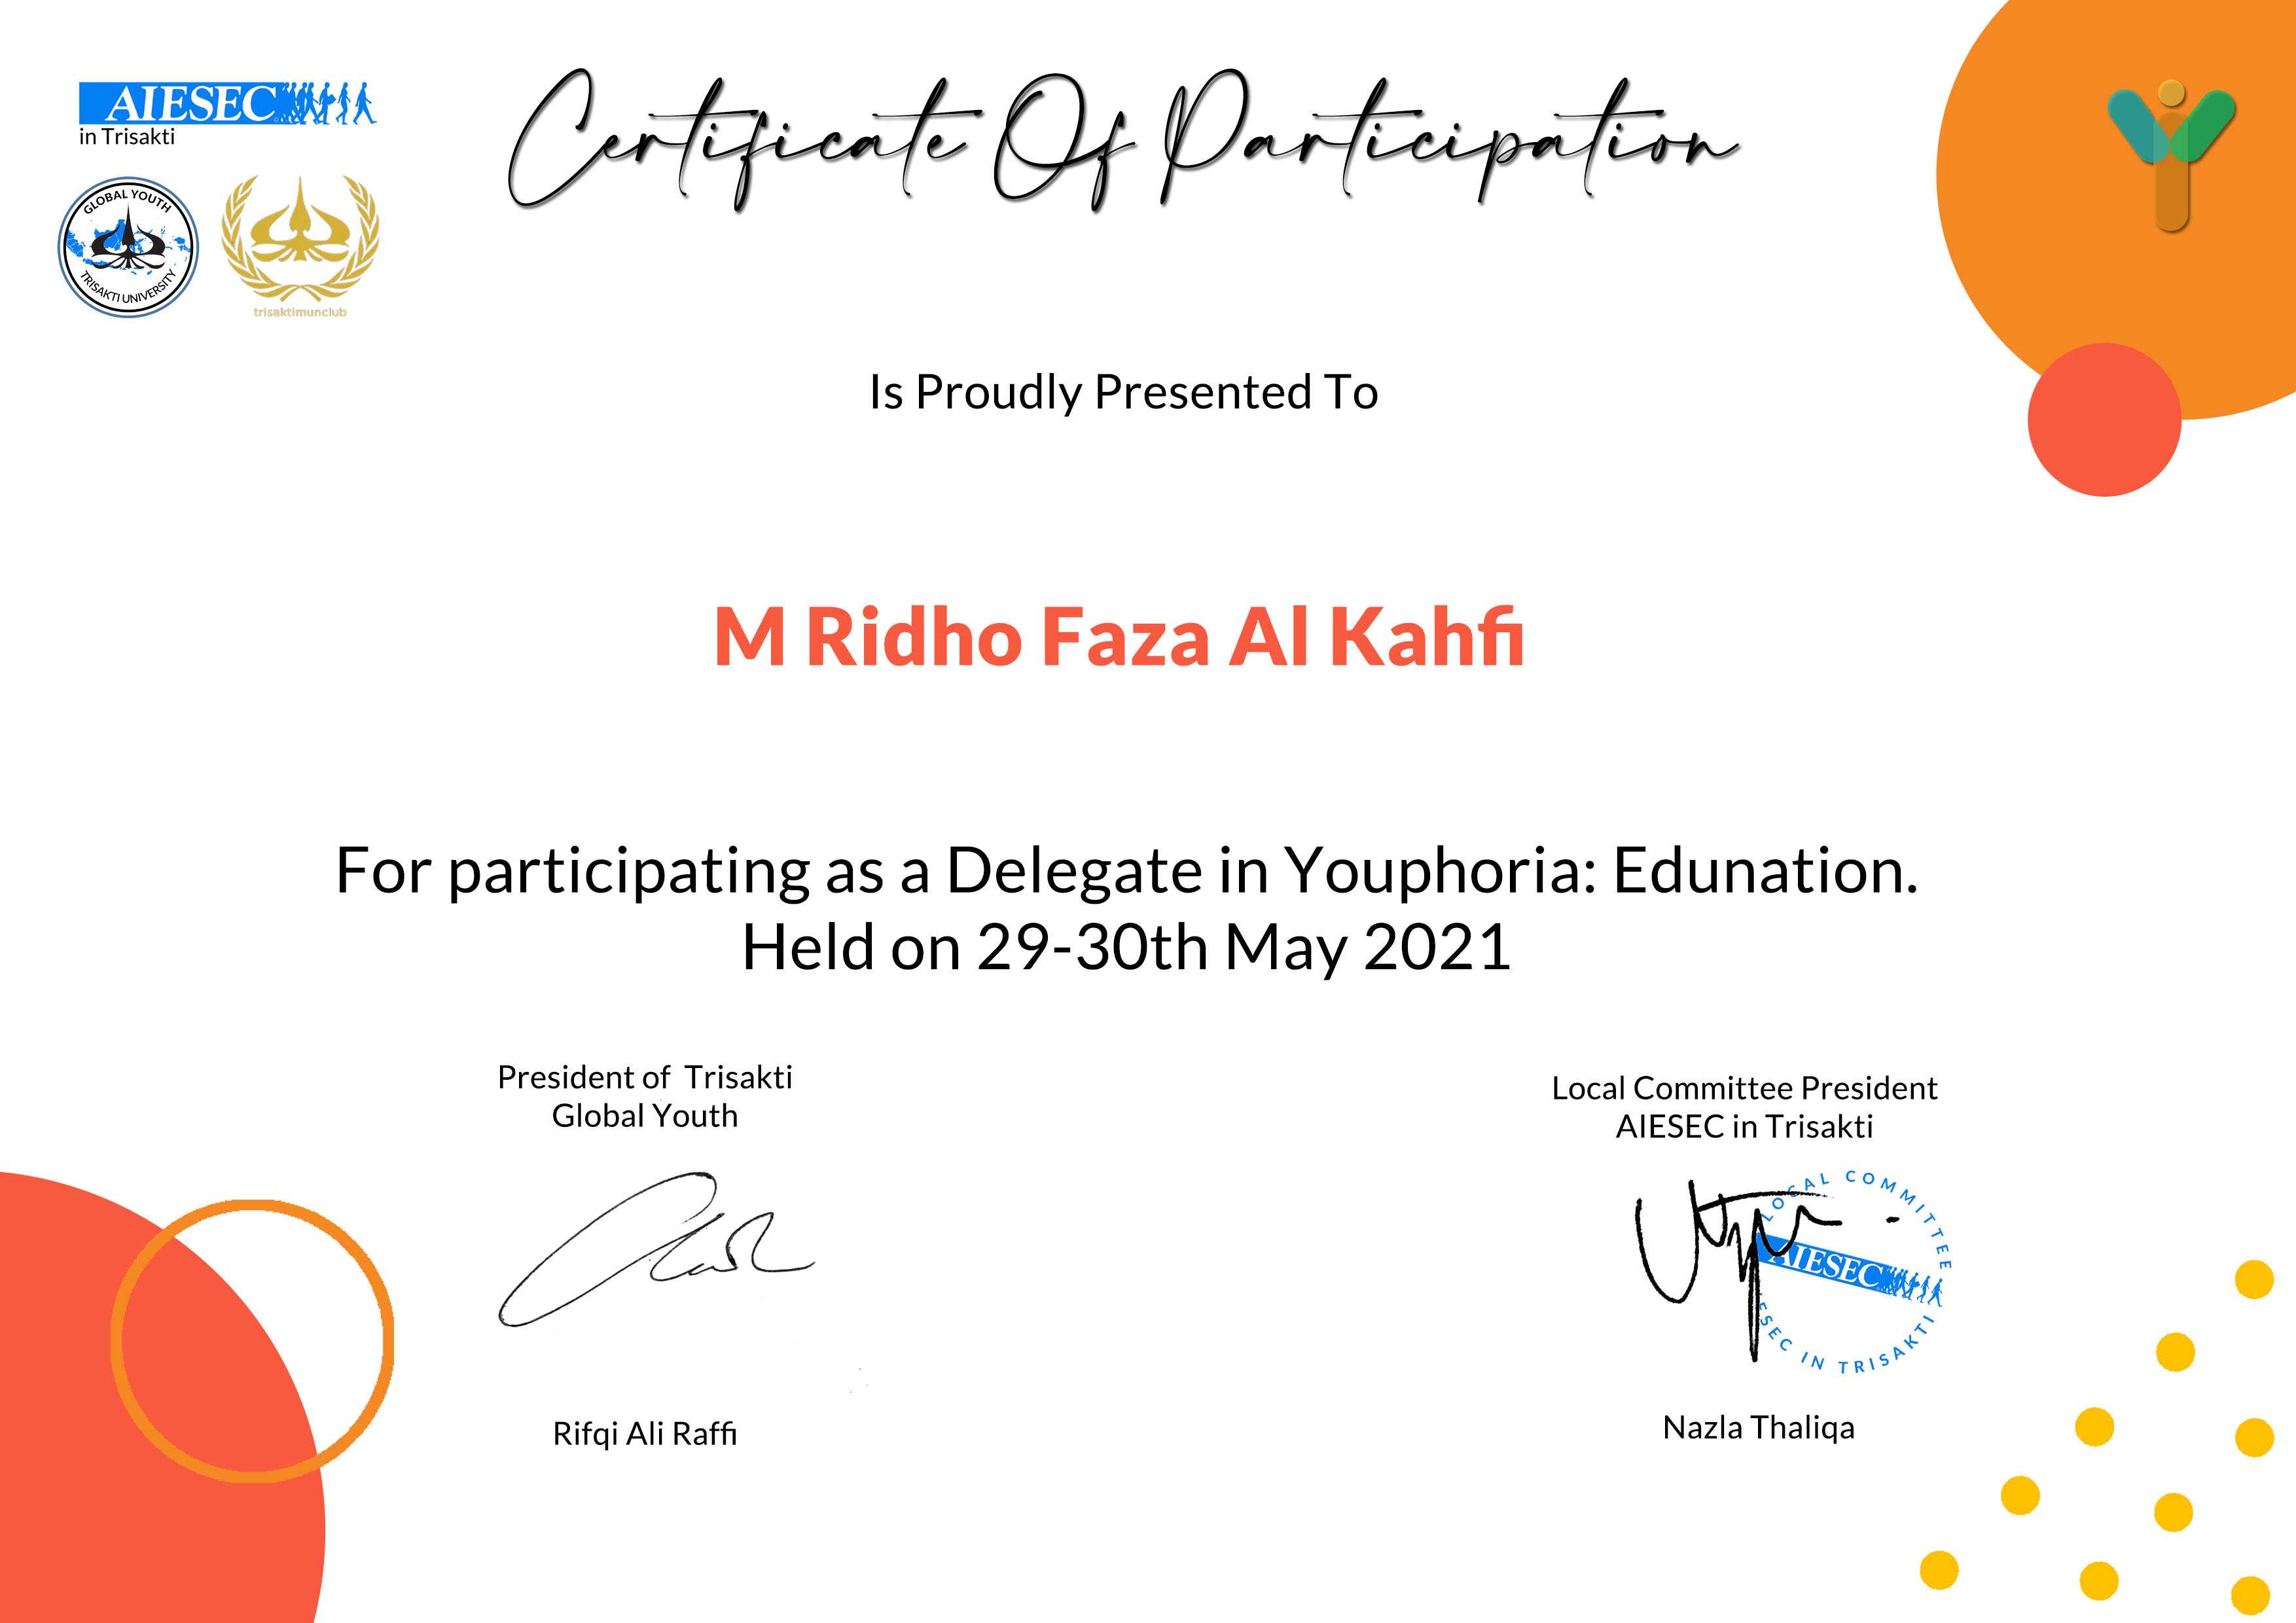 AIESEC
in Trisakti
GLOBAL YOUTH
TRISAKTI UNIVERSITY
trisaktimunclub
Certificate Of Participation
Is Proudly Presented To
M Ridho Faza Al Kahfi
For participating as a Delegate in Youphoria: Edunation.
Held on 29-30th May 2021
President of Trisakti
Global Youth
Rifqi Ali Raffi
Local Committee President
AIESEC in Trisakti
LOCAL COMMITTEE
AIESEC
ESEC IN TRISAKTI
Nazla Thaliqa